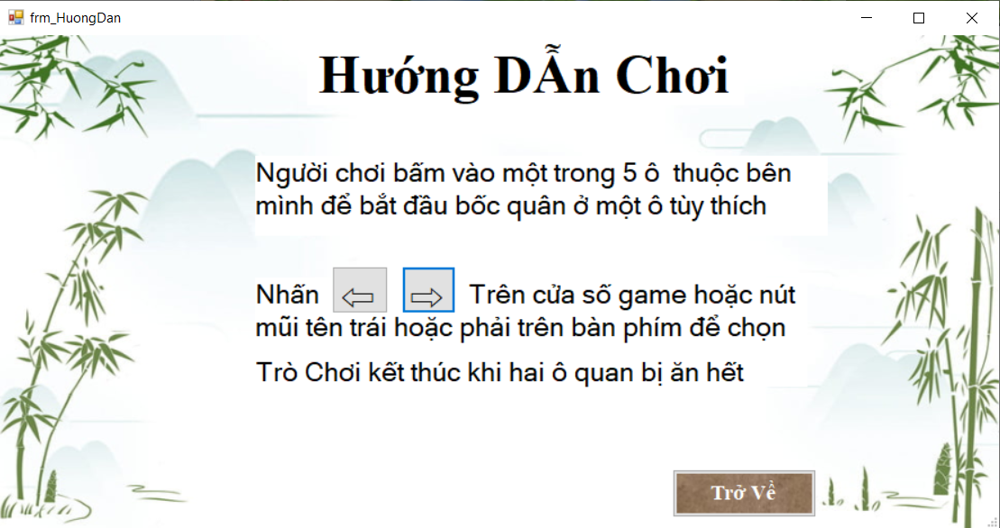 frm_HuongDan
Hướng DẪn Chơi
Người chơi bấm vào một trong 5 ô thuộc bên
mình để bắt đầu bốc quân ở một ô tùy thích
Nhấn ⇦ ⇨ Trên cửa sổ game hoặc nút
mũi tên trái hoặc phải trên bàn phím để chọn
Trò Chơi kết thúc khi hai ô quan bị ăn hết
Trở Về